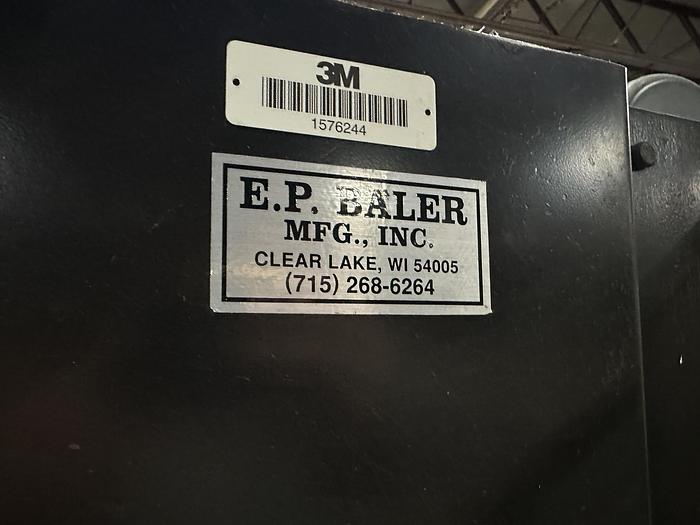 3M
1576244
E.P. BALER
MFG., INC.
CLEAR LAKE, WI 54005
(715) 268-6264